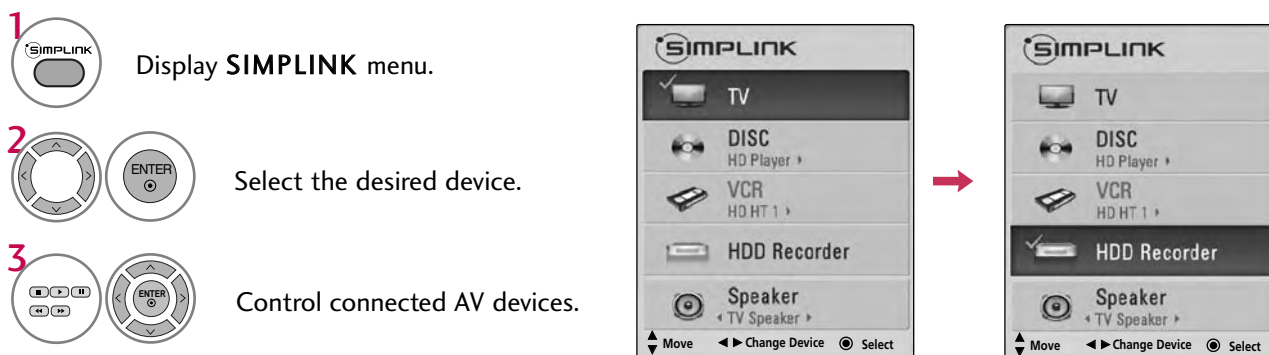 1
SIMPLINK
Display SIMPLINK menu.
2
ENTER
Select the desired device.
3
ENTER
Control connected AV devices.
SIMPLINK
TV
DISC
HD Player
VCR
HD HT 1
HDD Recorder
Speaker
TV Speaker
Move Change Device Select
SIMPLINK
TV
DISC
HD Player
VCR
HD HT 1
HDD Recorder
Speaker
TV Speaker
Move Change Device Select